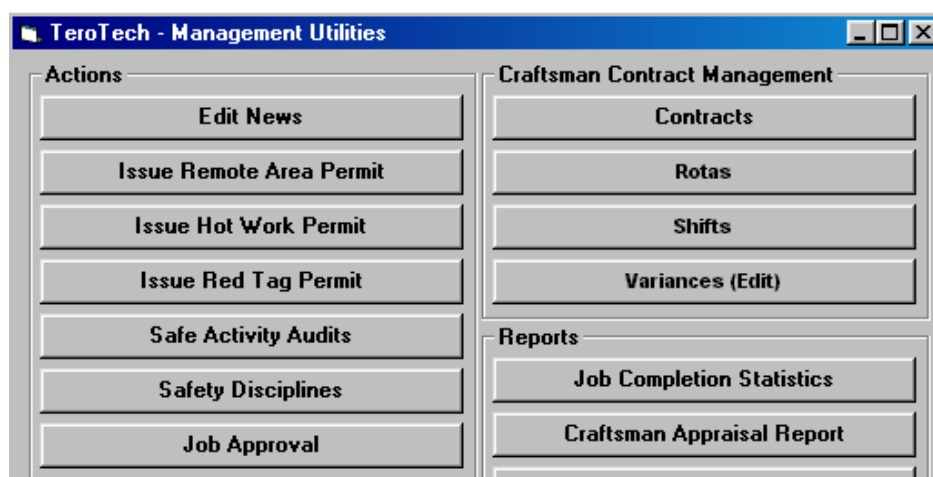 TeroTech - Management Utilities
Actions
Edit News
Issue Remote Area Permit
Issue Hot Work Permit
Issue Red Tag Permit
Safe Activity Audits
Safety Disciplines
Job Approval
Craftsman Contract Management
Contracts
Rotas
Shifts
Variances (Edit)
Reports
Job Completion Statistics
Craftsman Appraisal Report